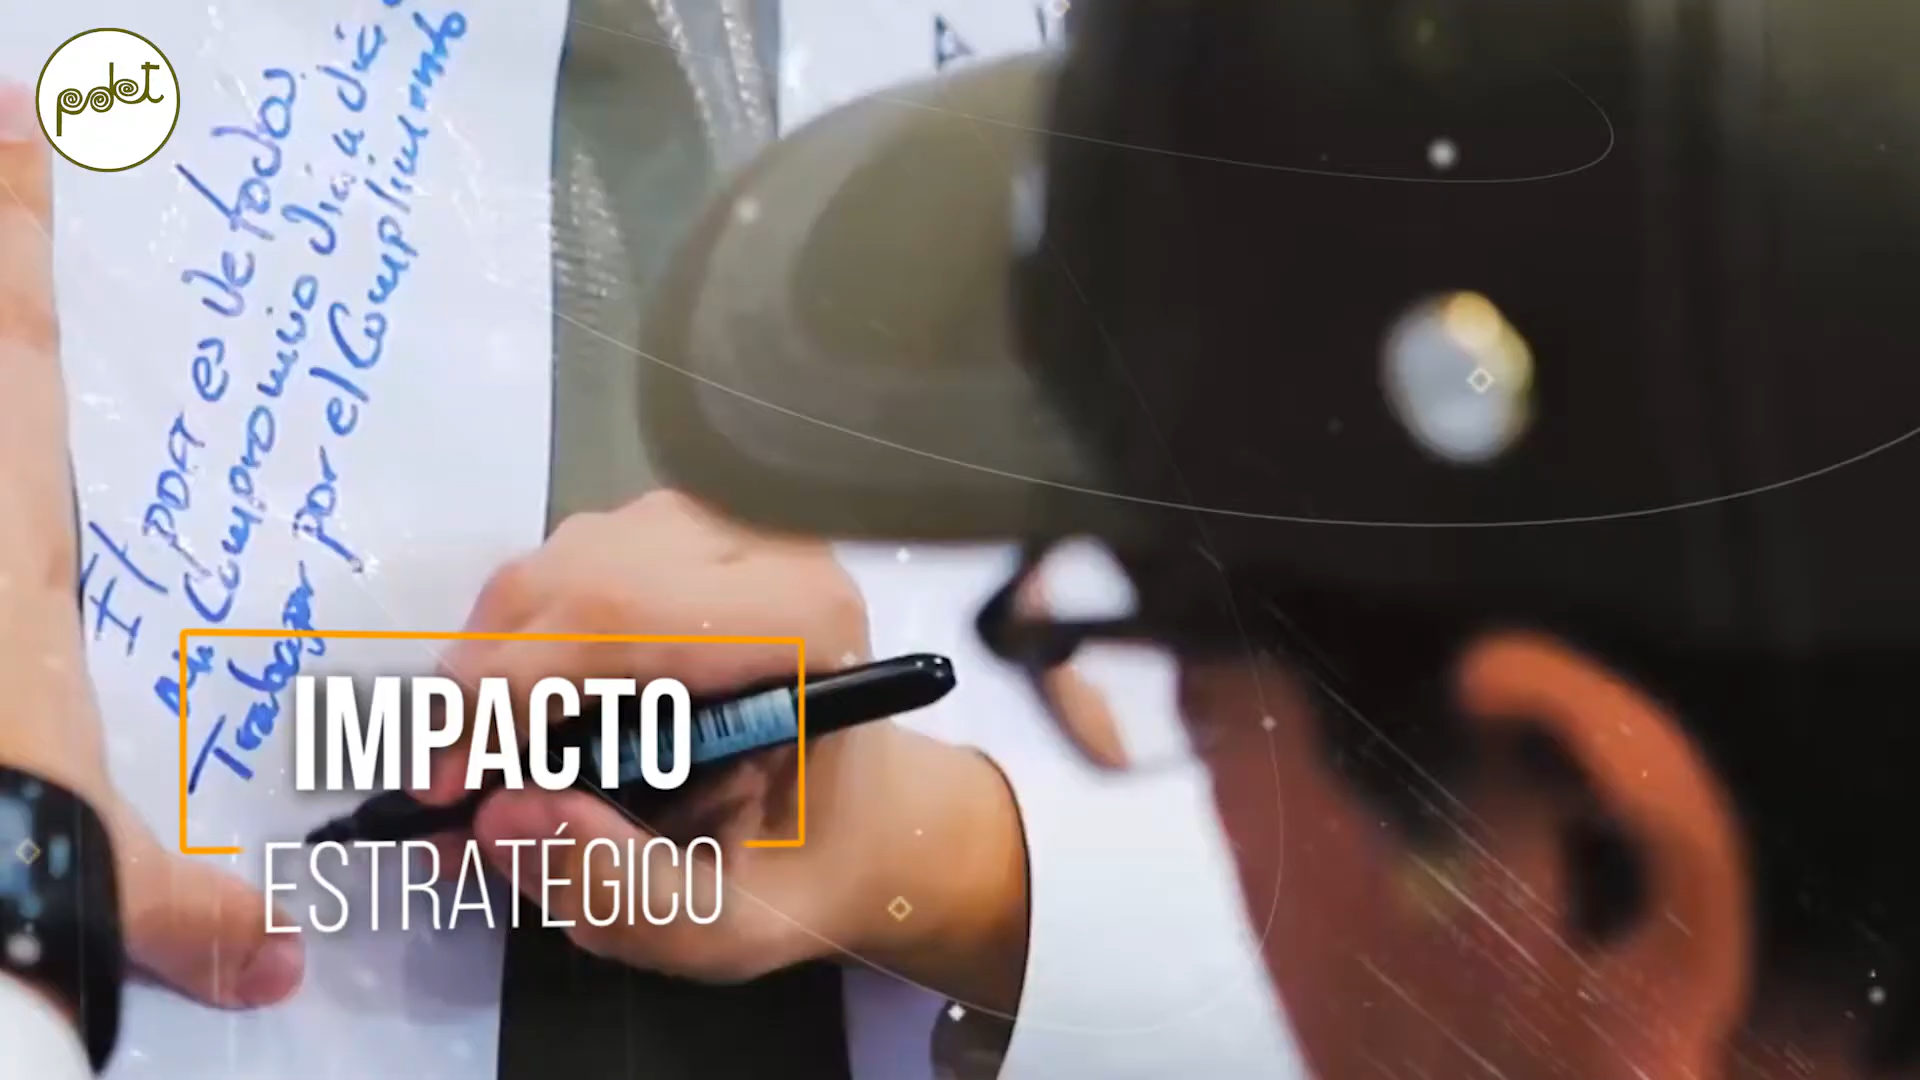 pdet
El PDET es de todos
Mi Compromiso día a día
Trabajar por el Cumplimiento
IMPACTO
ESTRATÉGICO